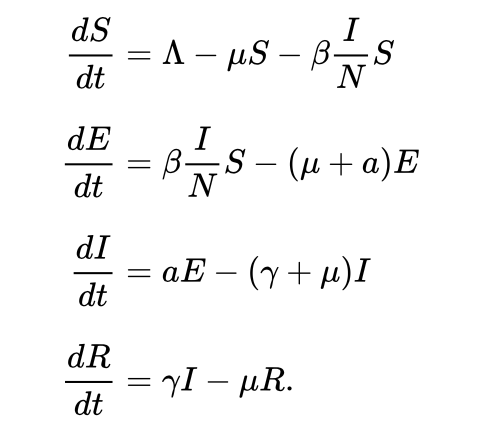 dS/dt = Λ − μS − β(I/N)S
dE/dt = β(I/N)S − (μ + a)E
dI/dt = aE − (γ + μ)I
dR/dt = γI − μR.